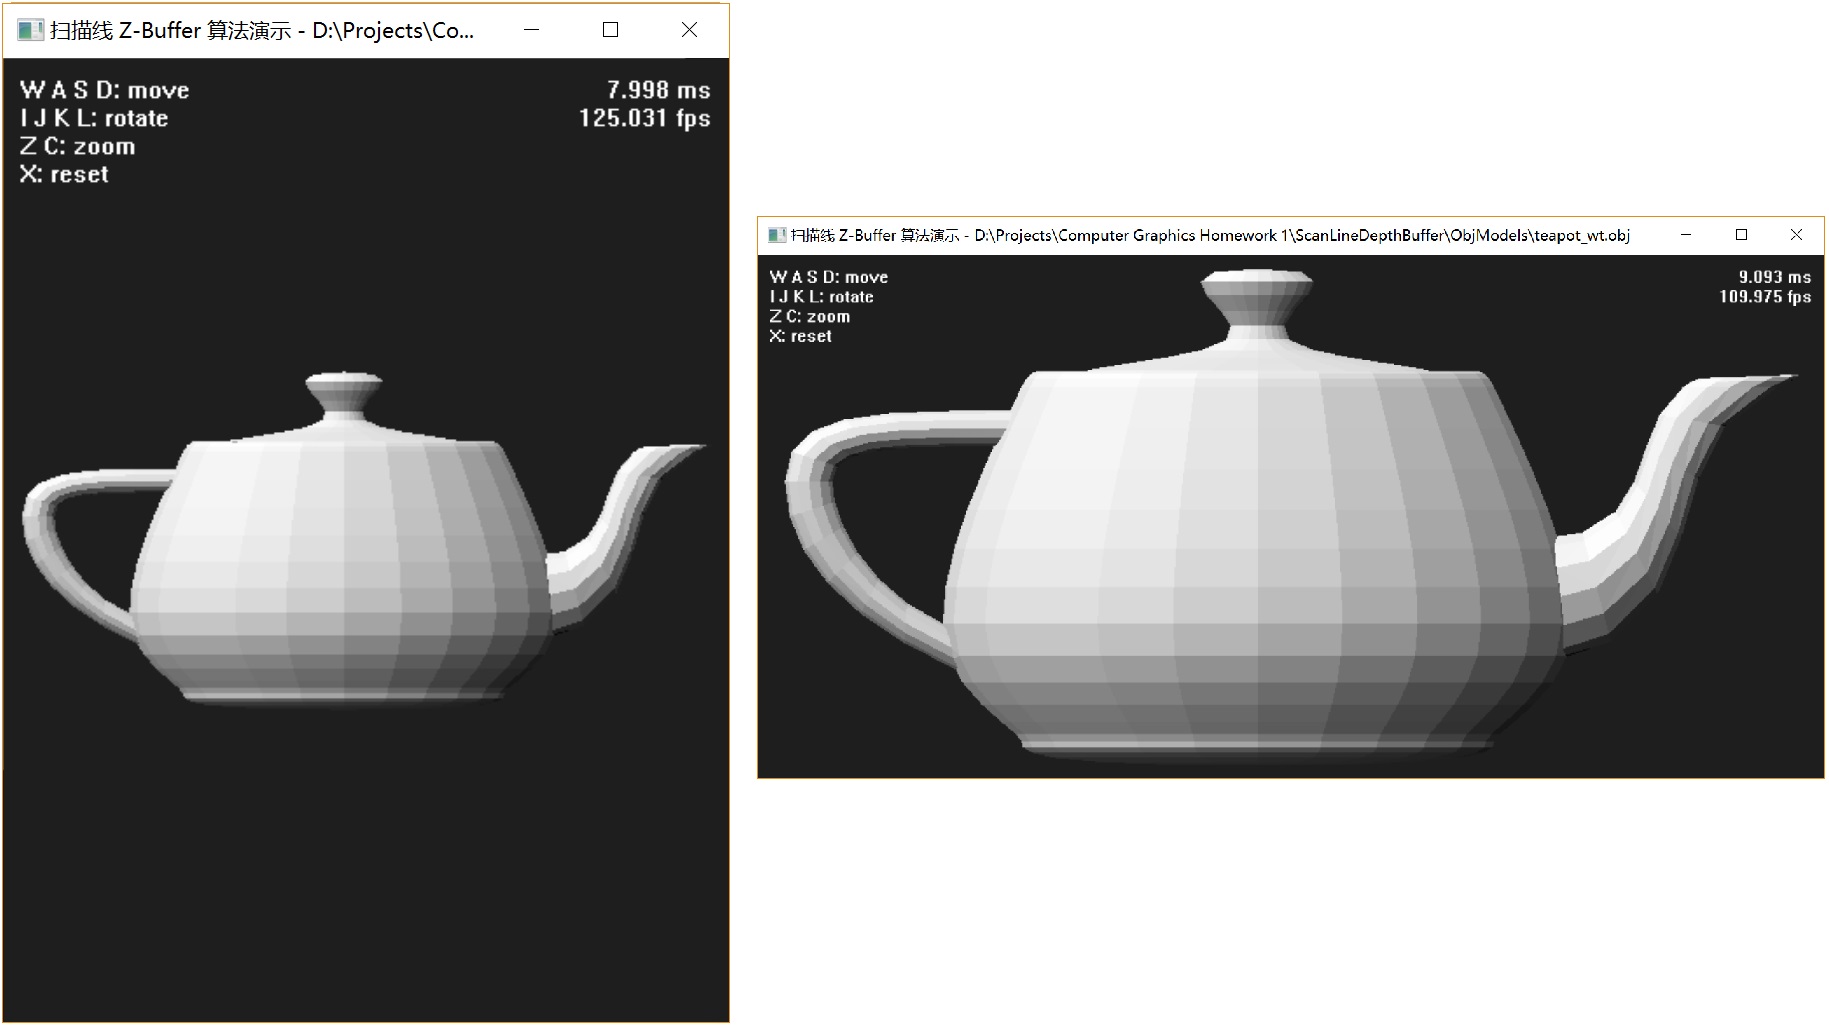 扫描线 Z-Buffer 算法演示 - D:\Projects\Co...
W A S D: move
7.998 ms
I J K L: rotate
125.031 fps
Z C: zoom
X: reset
扫描线 Z-Buffer 算法演示 - D:\Projects\Computer Graphics Homework 1\ScanLineDepthBuffer\ObjModels\teapot_wt.obj
W A S D: move
9.093 ms
I J K L: rotate
109.975 fps
Z C: zoom
X: reset